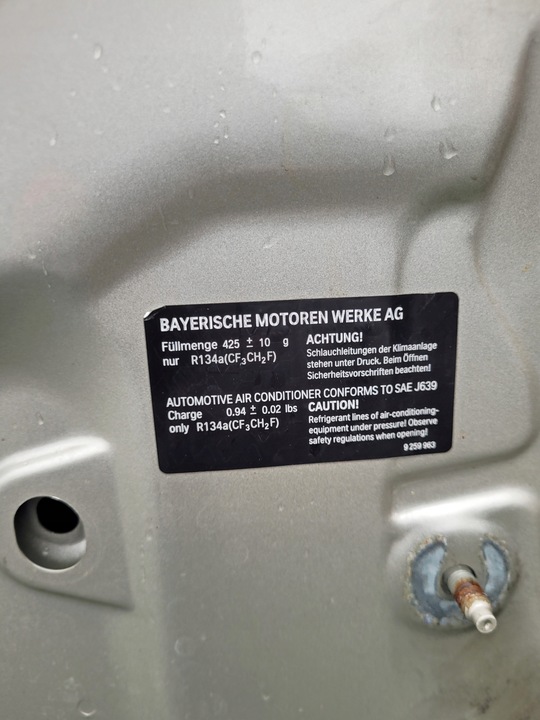 BAYERISCHE MOTOREN WERKE AG
Füllmenge 425 ± 10 g
nur R134a(CF₃CH₂F)
ACHTUNG!
Schlauchleitungen der Klimaanlage
stehen unter Druck. Beim Öffnen
Sicherheitsvorschriften beachten!
AUTOMOTIVE AIR CONDITIONER CONFORMS TO SAE J639
Charge 0.94 ± 0.02 lbs
only R134a(CF₃CH₂F)
CAUTION!
Refrigerant lines of air-conditioning-
equipment under pressure! Observe
safety regulations when opening!
9 259 963